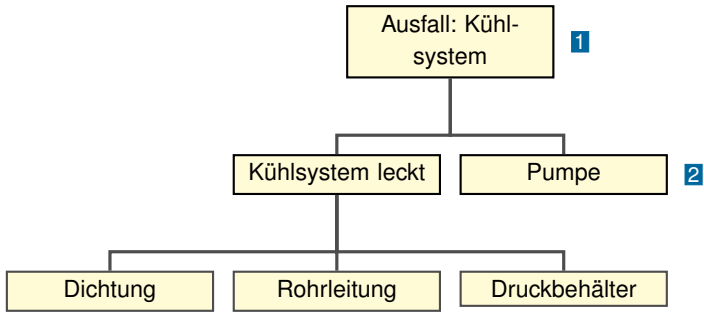 Ausfall: Kühl-
system
1
Kühlsystem leckt
Pumpe
2
Dichtung
Rohrleitung
Druckbehälter